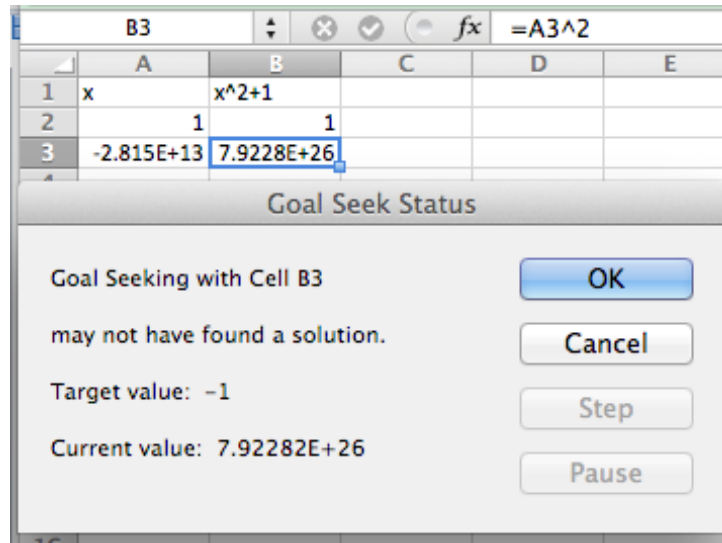 B3 fx =A3^2
A B C D E
1 x x^2+1
2 1 1
3 -2.815E+13 7.9228E+26
Goal Seek Status
Goal Seeking with Cell B3
may not have found a solution.
Target value: -1
Current value: 7.92282E+26
OK
Cancel
Step
Pause